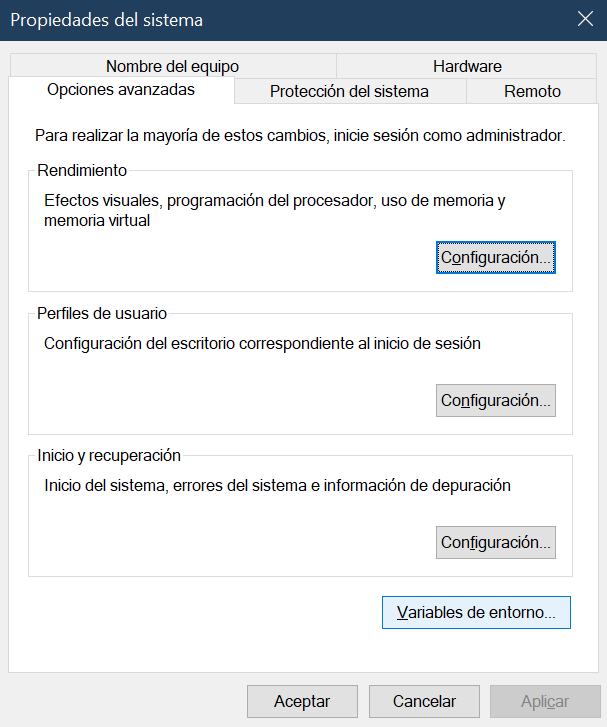 Propiedades del sistema
Nombre del equipo
Hardware
Opciones avanzadas
Protección del sistema
Remoto
Para realizar la mayoría de estos cambios, inicie sesión como administrador.
Rendimiento
Efectos visuales, programación del procesador, uso de memoria y
memoria virtual
Configuración...
Perfiles de usuario
Configuración del escritorio correspondiente al inicio de sesión
Configuración...
Inicio y recuperación
Inicio del sistema, errores del sistema e información de depuración
Configuración...
Variables de entorno...
Aceptar
Cancelar
Aplicar